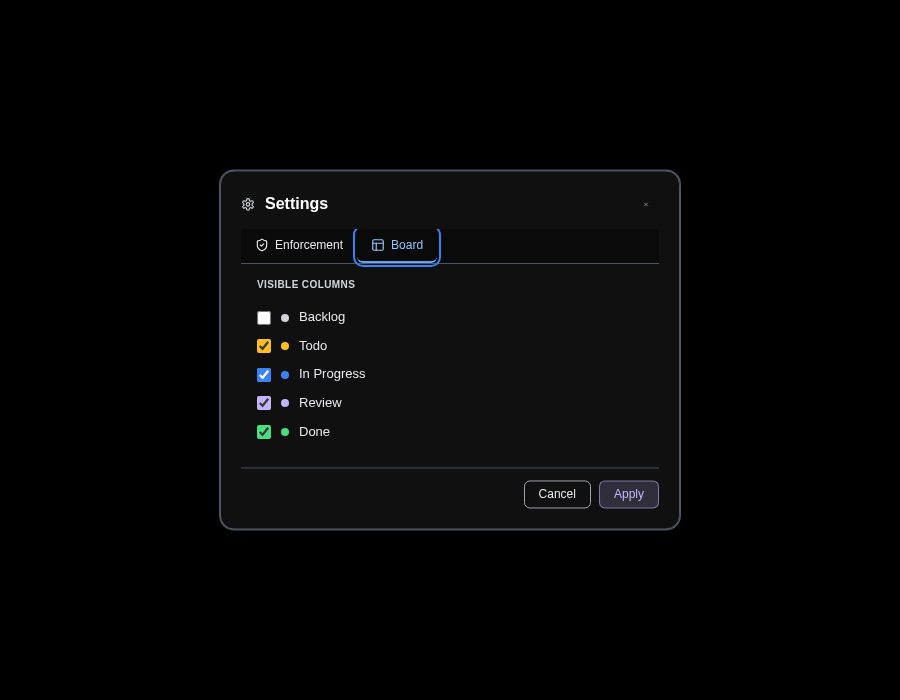 Settings
×
Enforcement Board
VISIBLE COLUMNS
Backlog
Todo
In Progress
Review
Done
Cancel Apply